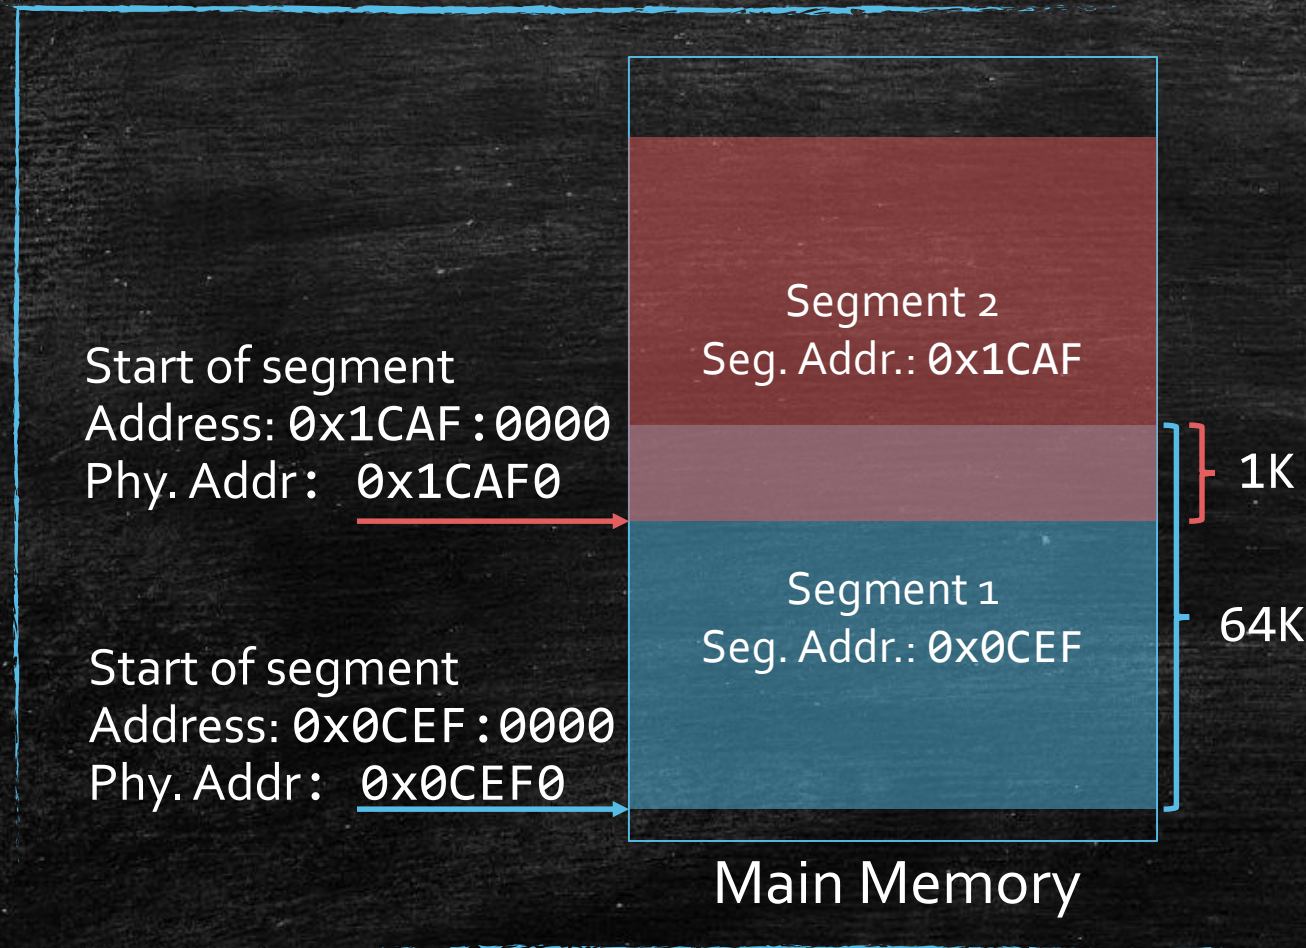 Segment 2
Seg. Addr.: 0x1CAF
Start of segment
Address: 0x1CAF:0000
Phy. Addr: 0x1CAF0
1K
Segment 1
Seg. Addr.: 0x0CEF
64K
Start of segment
Address: 0x0CEF:0000
Phy. Addr: 0x0CEF0
Main Memory